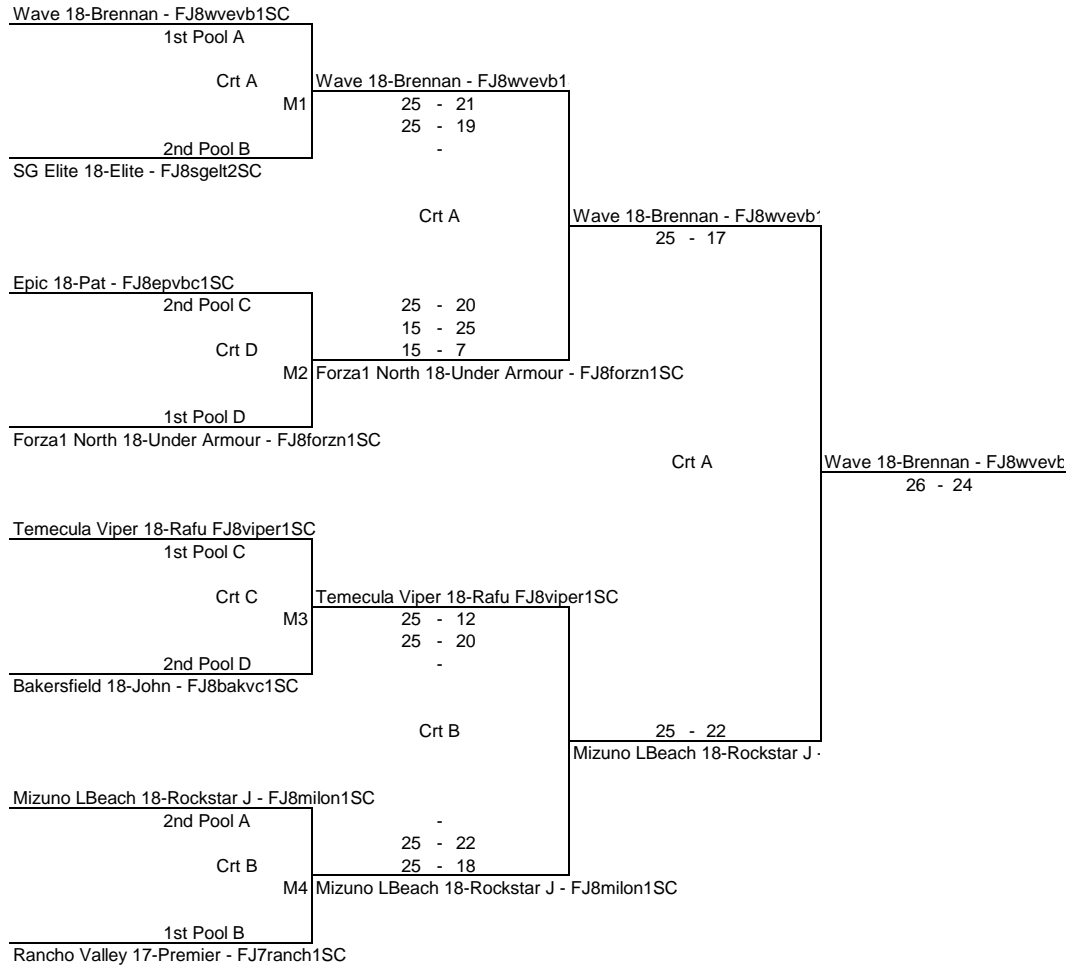 Wave 18-Brennan - FJ8wvevb1SC
1st Pool A
Crt A
Wave 18-Brennan - FJ8wvevb1
M1
25 - 21
25 - 19
2nd Pool B
-
SG Elite 18-Elite - FJ8sgelt2SC
Crt A
Wave 18-Brennan - FJ8wvevb1
25 - 17
Epic 18-Pat - FJ8epvbc1SC
2nd Pool C
25 - 20
15 - 25
Crt D
15 - 7
M2
Forza1 North 18-Under Armour - FJ8forzn1SC
1st Pool D
Forza1 North 18-Under Armour - FJ8forzn1SC
Crt A
Wave 18-Brennan - FJ8wvevb
26 - 24
Temecula Viper 18-Rafu FJ8viper1SC
1st Pool C
Crt C
Temecula Viper 18-Rafu FJ8viper1SC
M3
25 - 12
25 - 20
2nd Pool D
-
Bakersfield 18-John - FJ8bakvc1SC
Crt B
25 - 22
Mizuno LBeach 18-Rockstar J -
Mizuno LBeach 18-Rockstar J - FJ8milon1SC
2nd Pool A
-
25 - 22
Crt B
25 - 18
M4
Mizuno LBeach 18-Rockstar J - FJ8milon1SC
1st Pool B
Rancho Valley 17-Premier - FJ7ranch1SC